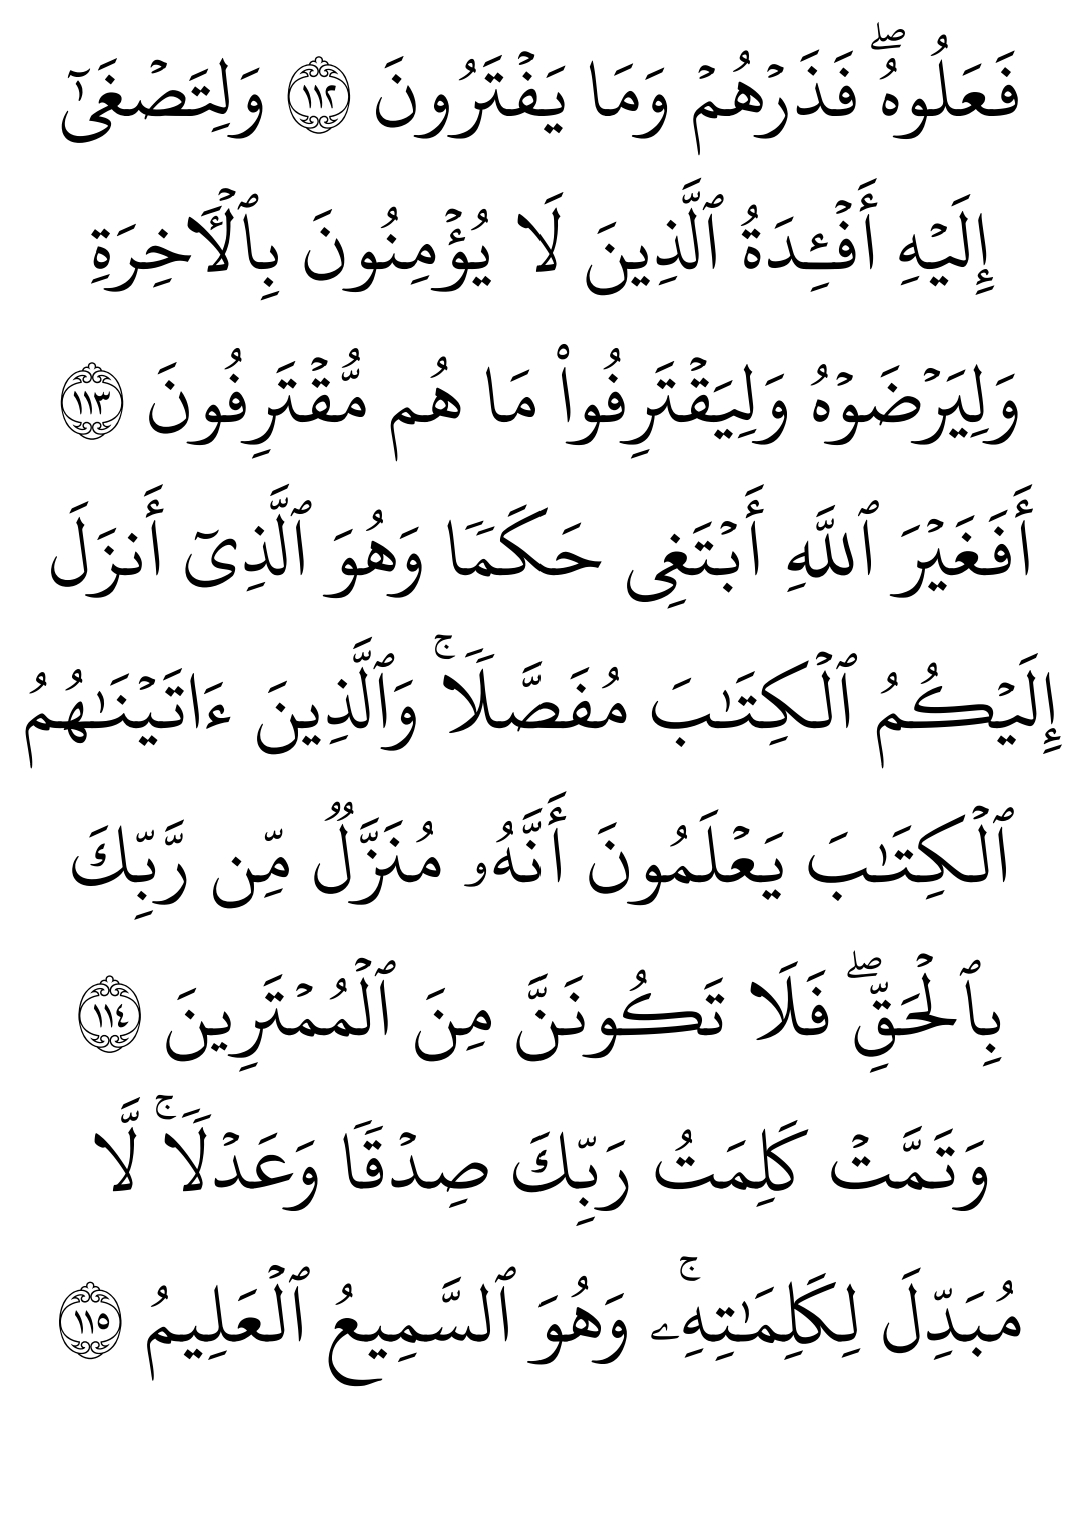 فَعَلُوهُۖ فَذَرۡهُمۡ وَمَا يَفۡتَرُونَ ١١٢ وَلِتَصۡغَىٰٓ
إِلَيۡهِ أَفۡـِٔدَةُ ٱلَّذِينَ لَا يُؤۡمِنُونَ بِٱلۡأٓخِرَةِ
وَلِيَرۡضَوۡهُ وَلِيَقۡتَرِفُواْ مَا هُم مُّقۡتَرِفُونَ ١١٣
أَفَغَيۡرَ ٱللَّهِ أَبۡتَغِي حَكَمٗا وَهُوَ ٱلَّذِيٓ أَنزَلَ
إِلَيۡكُمُ ٱلۡكِتَٰبَ مُفَصَّلٗاۚ وَٱلَّذِينَ ءَاتَيۡنَٰهُمُ
ٱلۡكِتَٰبَ يَعۡلَمُونَ أَنَّهُۥ مُنَزَّلٞ مِّن رَّبِّكَ
بِٱلۡحَقِّۖ فَلَا تَكُونَنَّ مِنَ ٱلۡمُمۡتَرِينَ ١١٤
وَتَمَّتۡ كَلِمَتُ رَبِّكَ صِدۡقٗا وَعَدۡلٗاۚ لَّا
مُبَدِّلَ لِكَلِمَٰتِهِۦۚ وَهُوَ ٱلسَّمِيعُ ٱلۡعَلِيمُ ١١٥